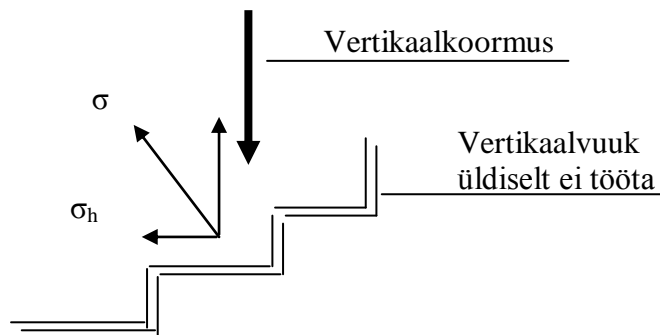 Vertikaalkoormus
σ
Vertikaalvuuk
üldiselt ei tööta
σh